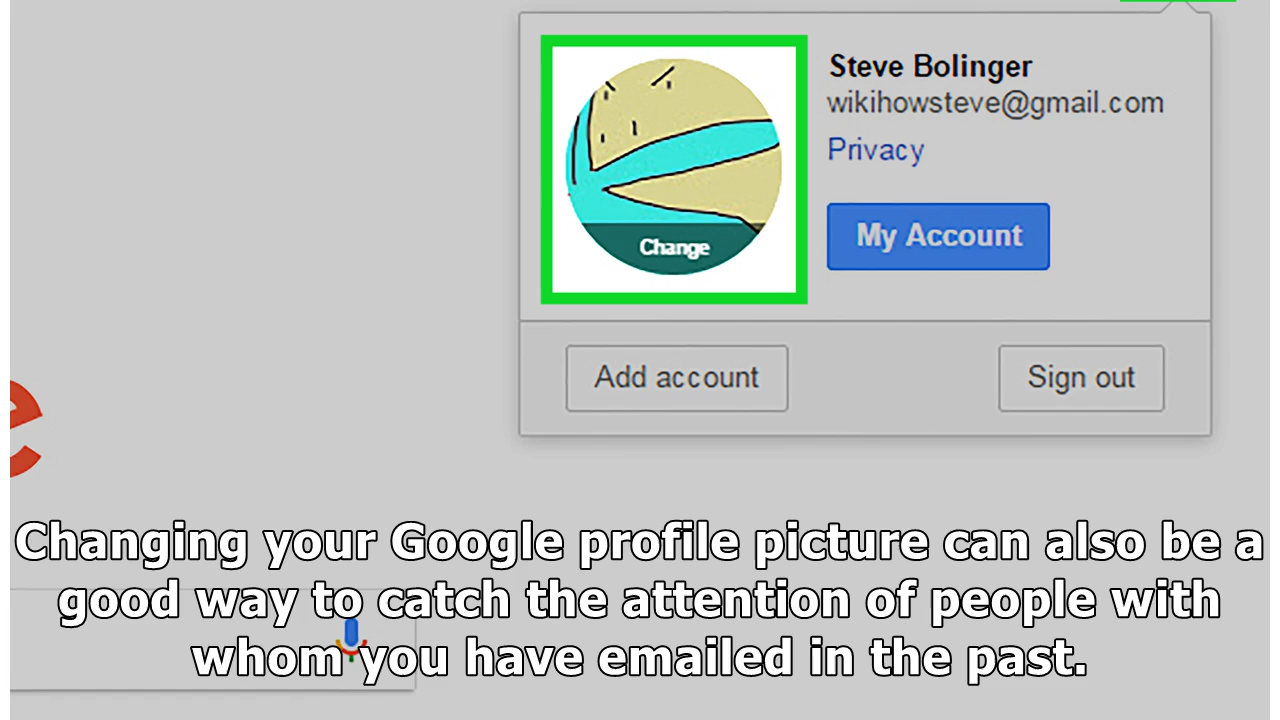 Steve Bolinger
wikihowsteve@gmail.com
Privacy
My Account
Change
Add account
Sign out
e
Changing your Google profile picture can also be a
good way to catch the attention of people with
whom you have emailed in the past.